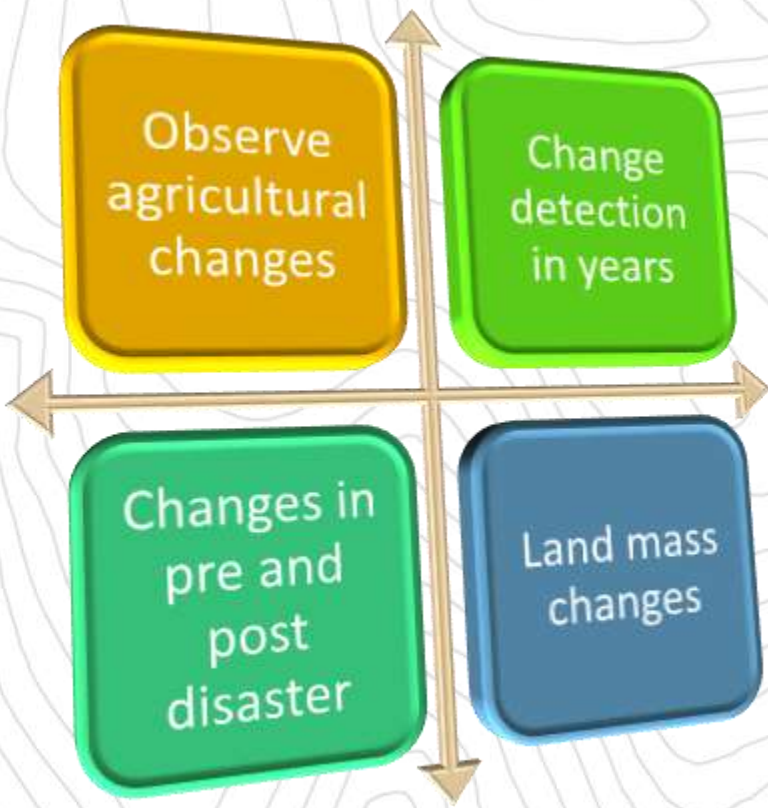 Observe
agricultural
changes
Change
detection
in years
Changes in
pre and
post
disaster
Land mass
changes